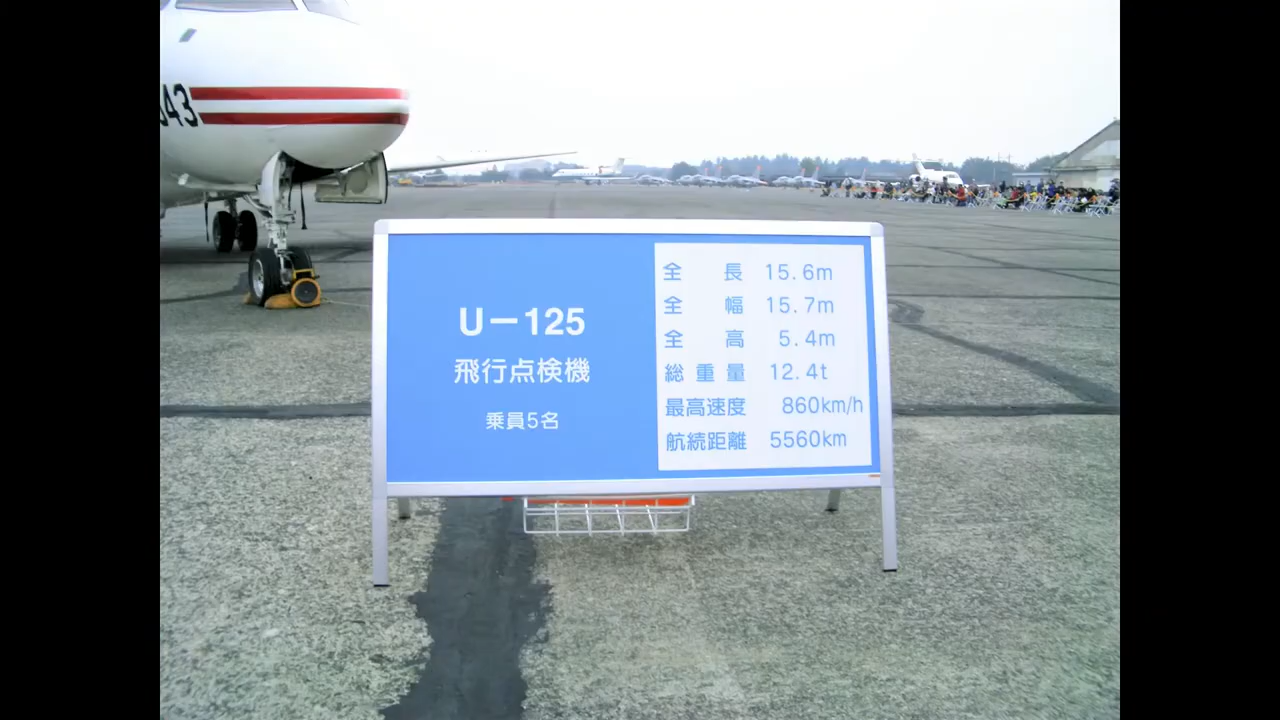 43
U－125
飛行点検機
乗員5名
全長 15.6m
全幅 15.7m
全高 5.4m
総重量 12.4t
最高速度 860km/h
航続距離 5560km